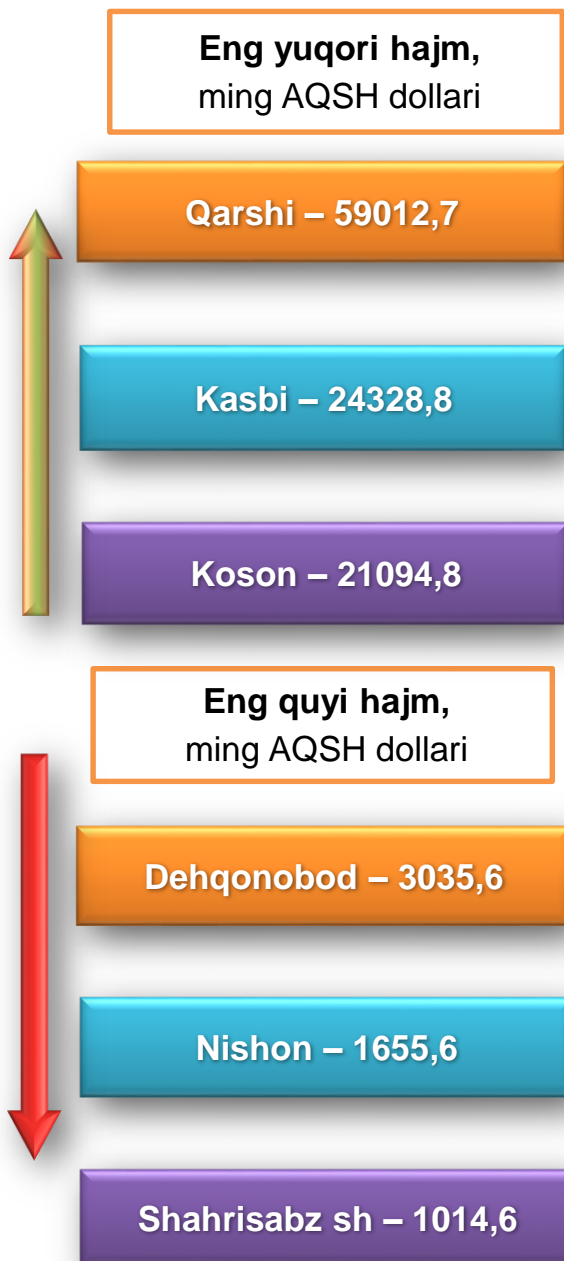 Eng yuqori hajm,
ming AQSH dollari
Qarshi – 59012,7
Kasbi – 24328,8
Koson – 21094,8
Eng quyi hajm,
ming AQSH dollari
Dehqonobod – 3035,6
Nishon – 1655,6
Shahrisabz sh – 1014,6